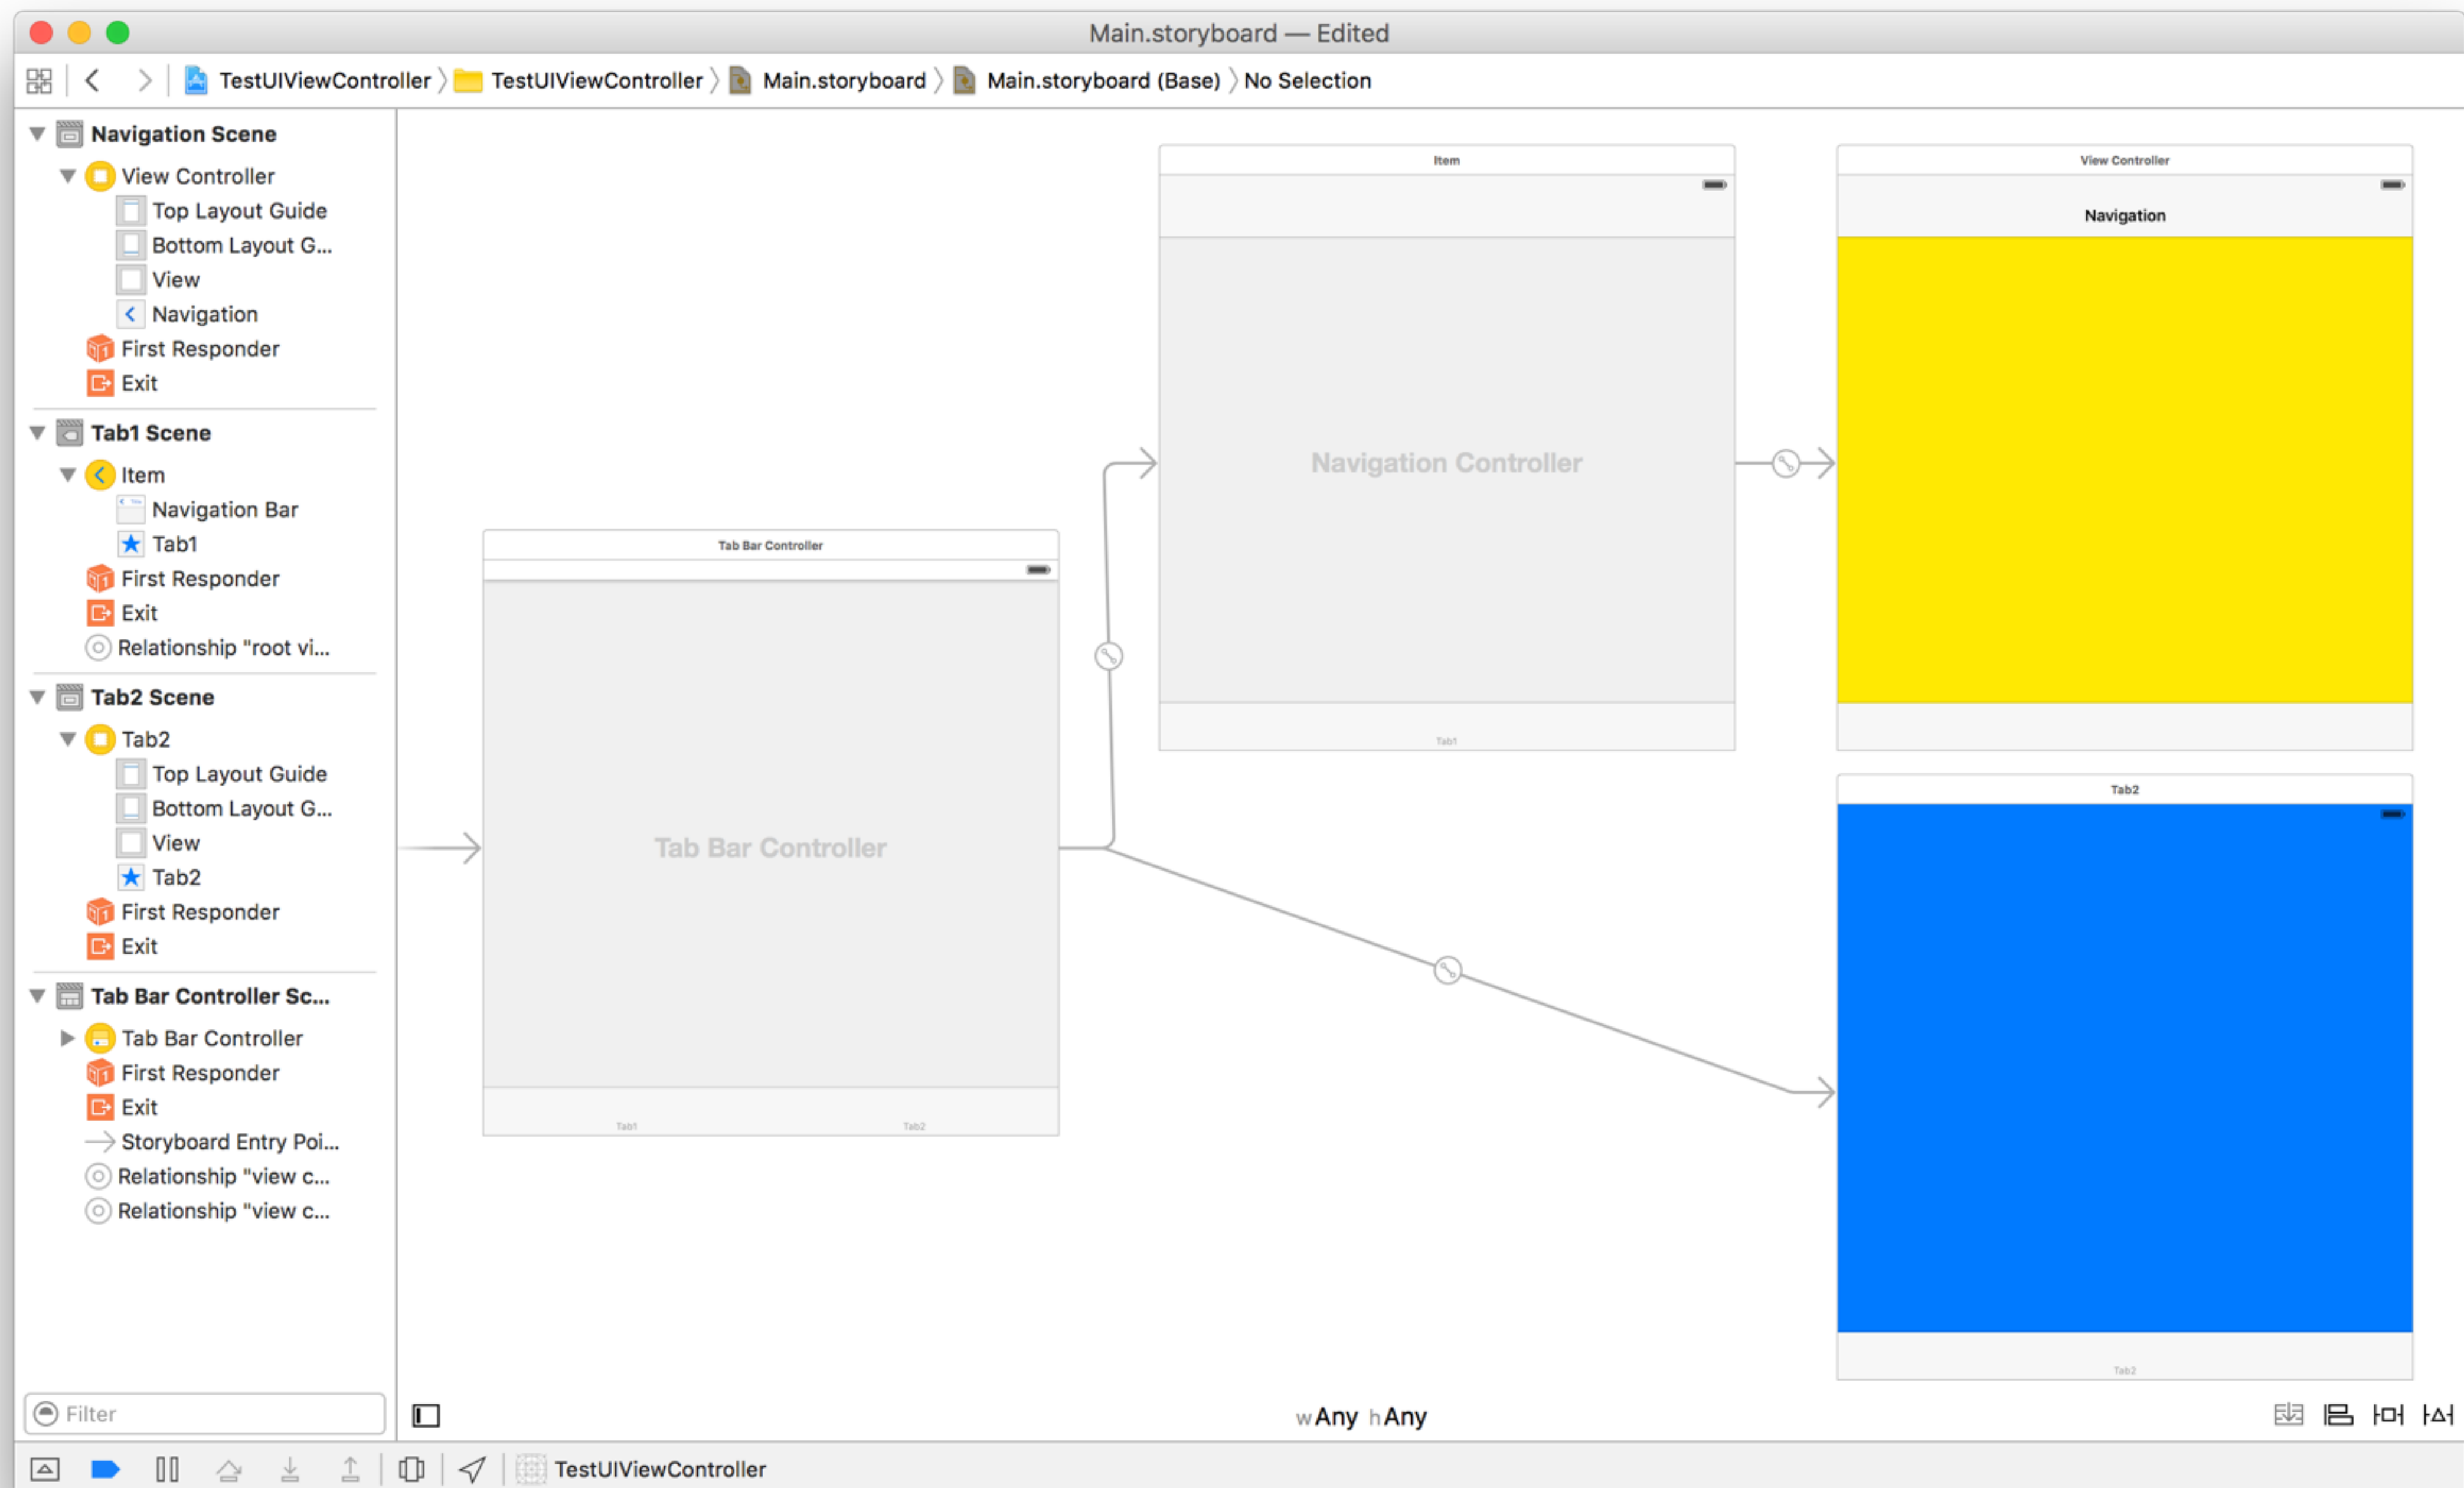 Main.storyboard — Edited
TestUIViewController
TestUIViewController
Main.storyboard
Main.storyboard (Base)
No Selection
Navigation Scene
View Controller
Top Layout Guide
Bottom Layout G...
View
Navigation
First Responder
Exit
Tab1 Scene
Item
Navigation Bar
Tab1
First Responder
Exit
Relationship "root vi...
Tab2 Scene
Tab2
Top Layout Guide
Bottom Layout G...
View
Tab2
First Responder
Exit
Tab Bar Controller Sc...
Tab Bar Controller
First Responder
Exit
Storyboard Entry Poi...
Relationship "view c...
Relationship "view c...
Filter
Tab Bar Controller
Tab Bar Controller
Tab1
Tab2
Item
Navigation Controller
Tab1
View Controller
Navigation
Tab2
Tab2
wAny hAny
TestUIViewController